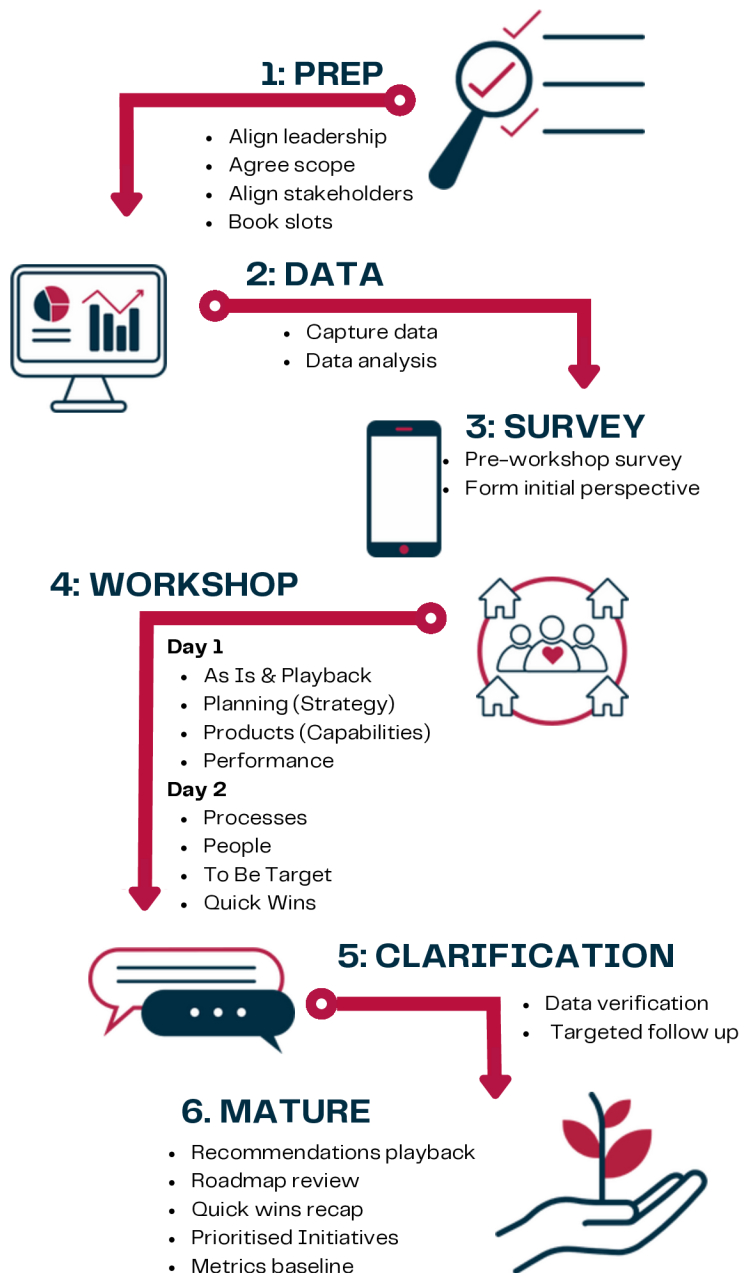 1: PREP
• Align leadership
• Agree scope
• Align stakeholders
• Book slots
2: DATA
• Capture data
• Data analysis
3: SURVEY
• Pre-workshop survey
• Form initial perspective
4: WORKSHOP
Day 1
• As Is & Playback
• Planning (Strategy)
• Products (Capabilities)
• Performance
Day 2
• Processes
• People
• To Be Target
• Quick Wins
5: CLARIFICATION
• Data verification
• Targeted follow up
6. MATURE
• Recommendations playback
• Roadmap review
• Quick wins recap
• Prioritised Initiatives
• Metrics baseline